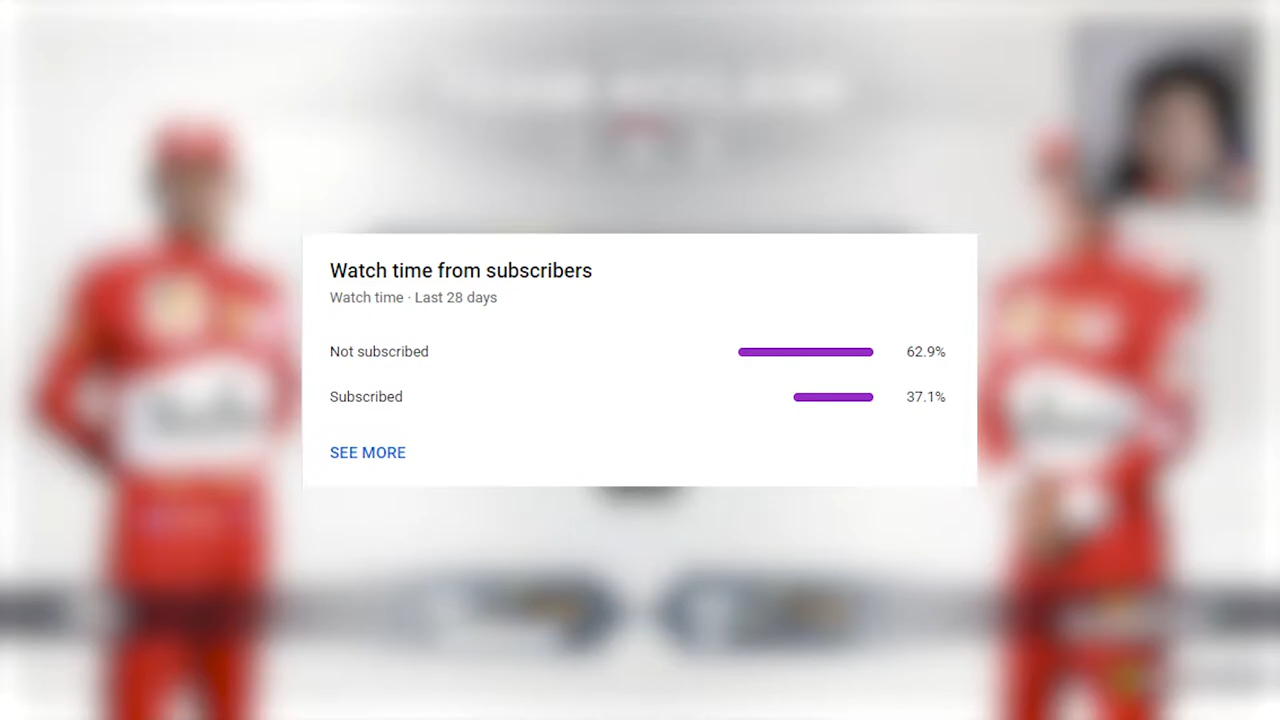 Watch time from subscribers
Watch time · Last 28 days
Not subscribed 62.9%
Subscribed 37.1%
SEE MORE